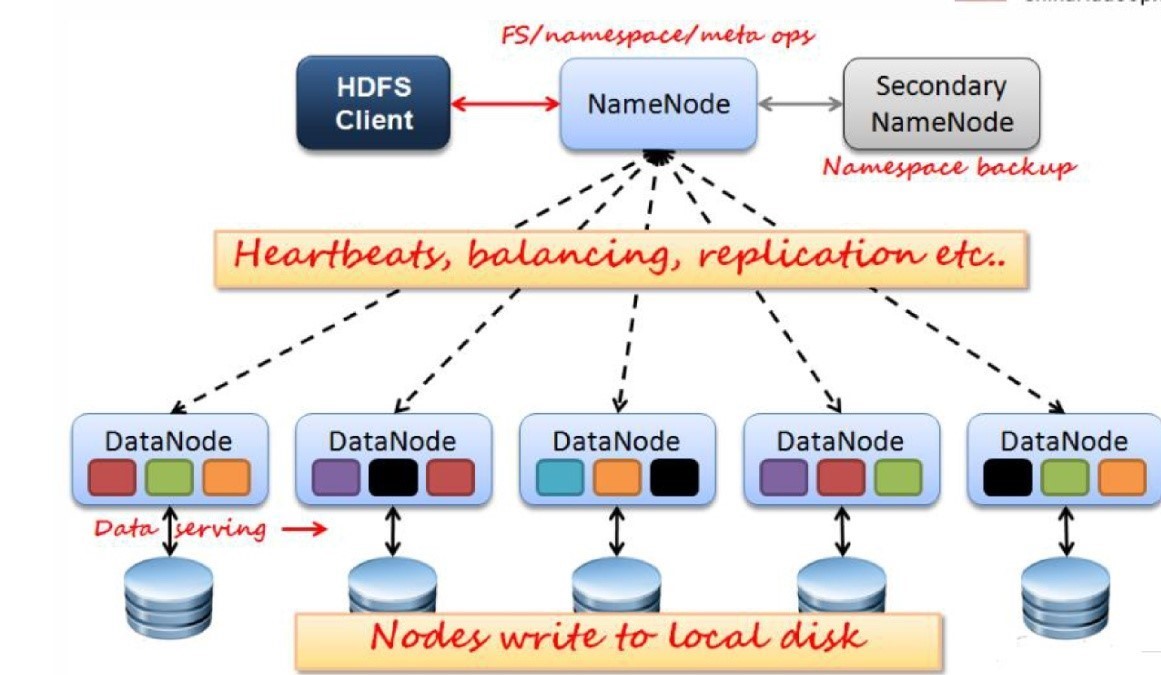 FS/namespace/meta ops
HDFS
Client
NameNode
Secondary
NameNode
Namespace backup
Heartbeats, balancing, replication etc..
DataNode
DataNode
DataNode
DataNode
DataNode
Data serving
Nodes write to local disk